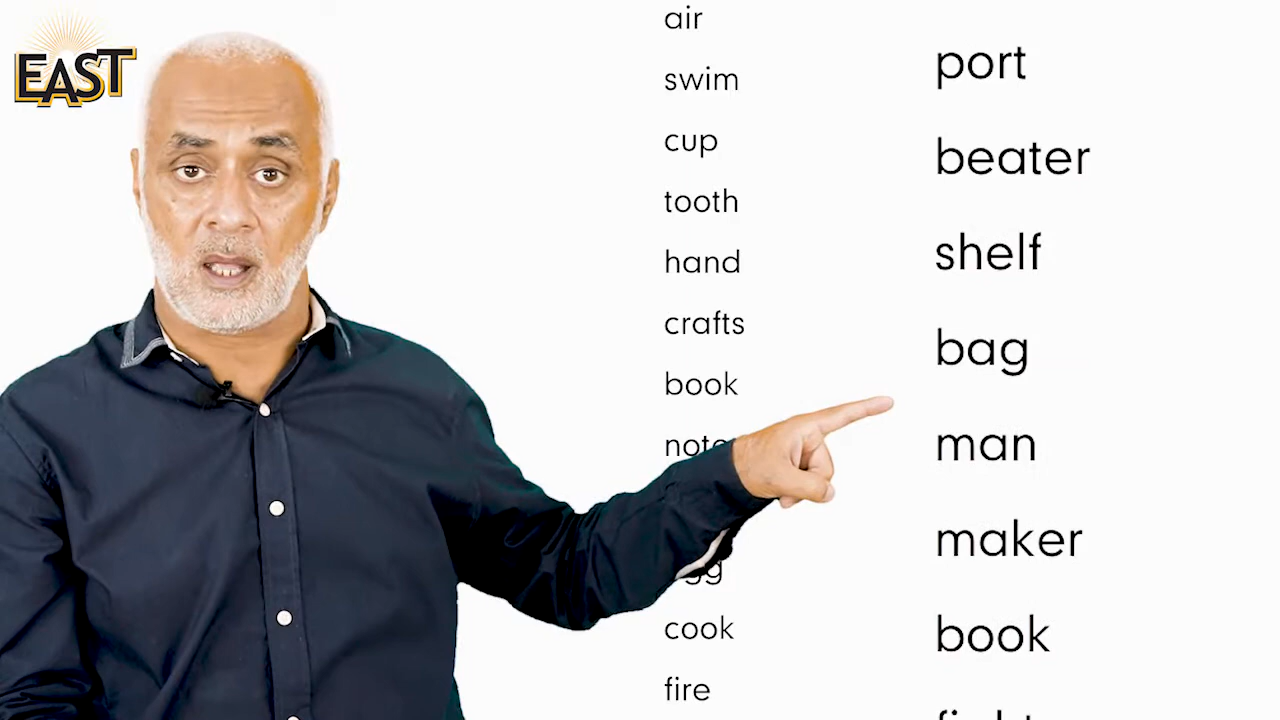 EAST
air
swim
cup
tooth
hand
crafts
book
cook
fire
port
beater
shelf
bag
man
maker
book